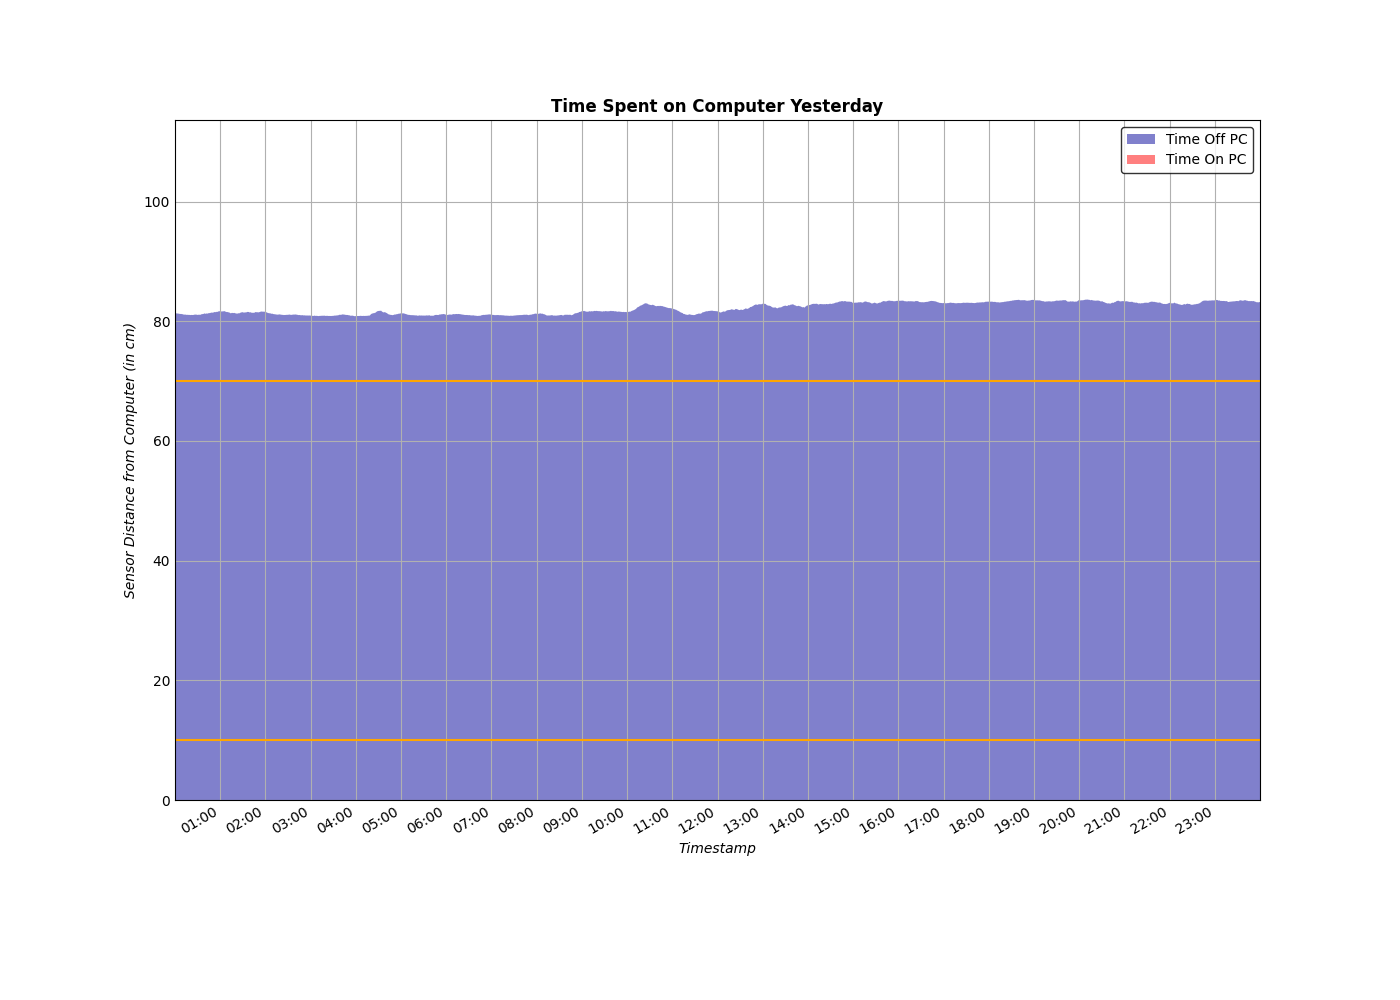 Time Spent on Computer Yesterday
Time Off PC
Time On PC
100
80
60
40
20
0
Sensor Distance from Computer (in cm)
01:00 02:00 03:00 04:00 05:00 06:00 07:00 08:00 09:00 10:00 11:00 12:00 13:00 14:00 15:00 16:00 17:00 18:00 19:00 20:00 21:00 22:00 23:00
Timestamp